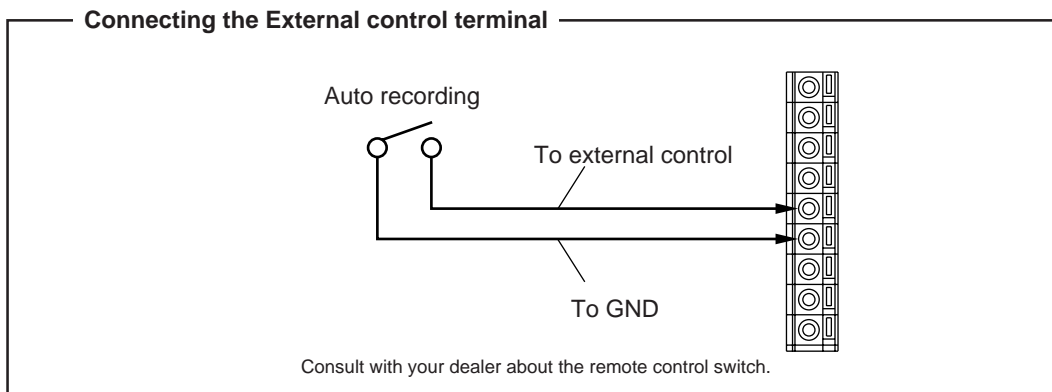 Connecting the External control terminal
Auto recording
To external control
To GND
Consult with your dealer about the remote control switch.